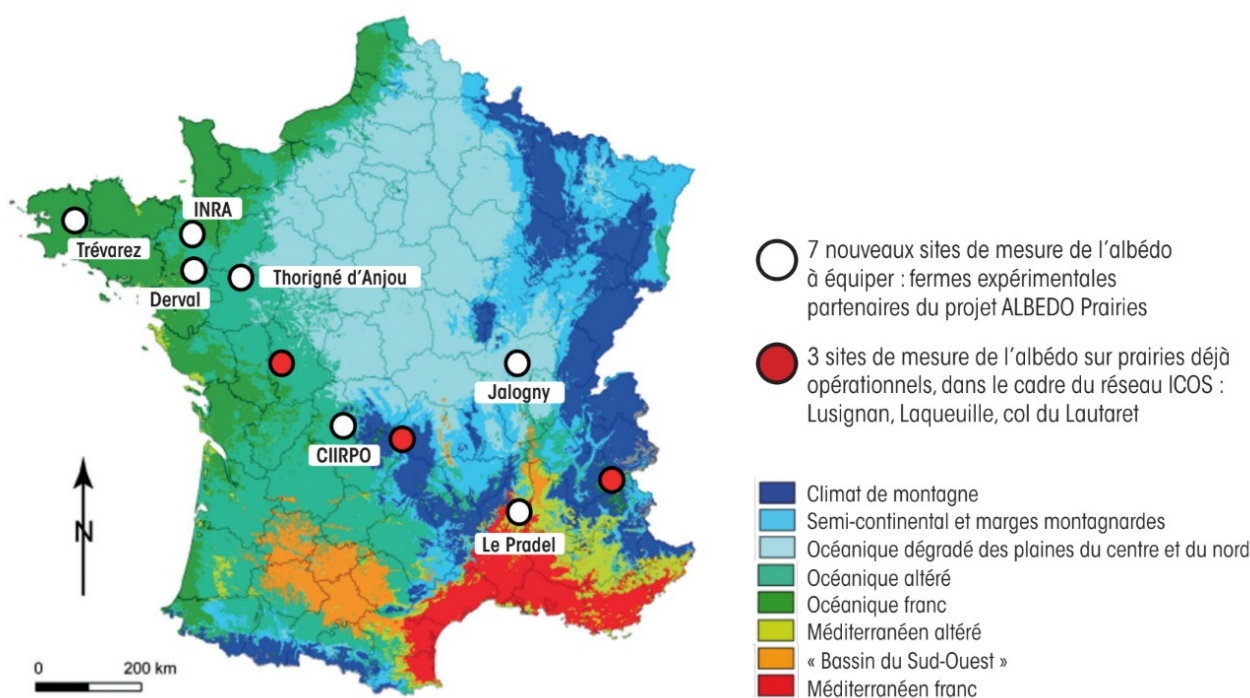 INRA
Trévarez
Thorigné d'Anjou
Derval
Jalogny
CIIRPO
Le Pradel
N
0 200 km
7 nouveaux sites de mesure de l'albédo
à équiper : fermes expérimentales
partenaires du projet ALBEDO Prairies
3 sites de mesure de l'albédo sur prairies déjà
opérationnels, dans le cadre du réseau ICOS :
Lusignan, Laqueuille, col du Lautaret
Climat de montagne
Semi-continental et marges montagnardes
Océanique dégradé des plaines du centre et du nord
Océanique altéré
Océanique franc
Méditerranéen altéré
« Bassin du Sud-Ouest »
Méditerranéen franc